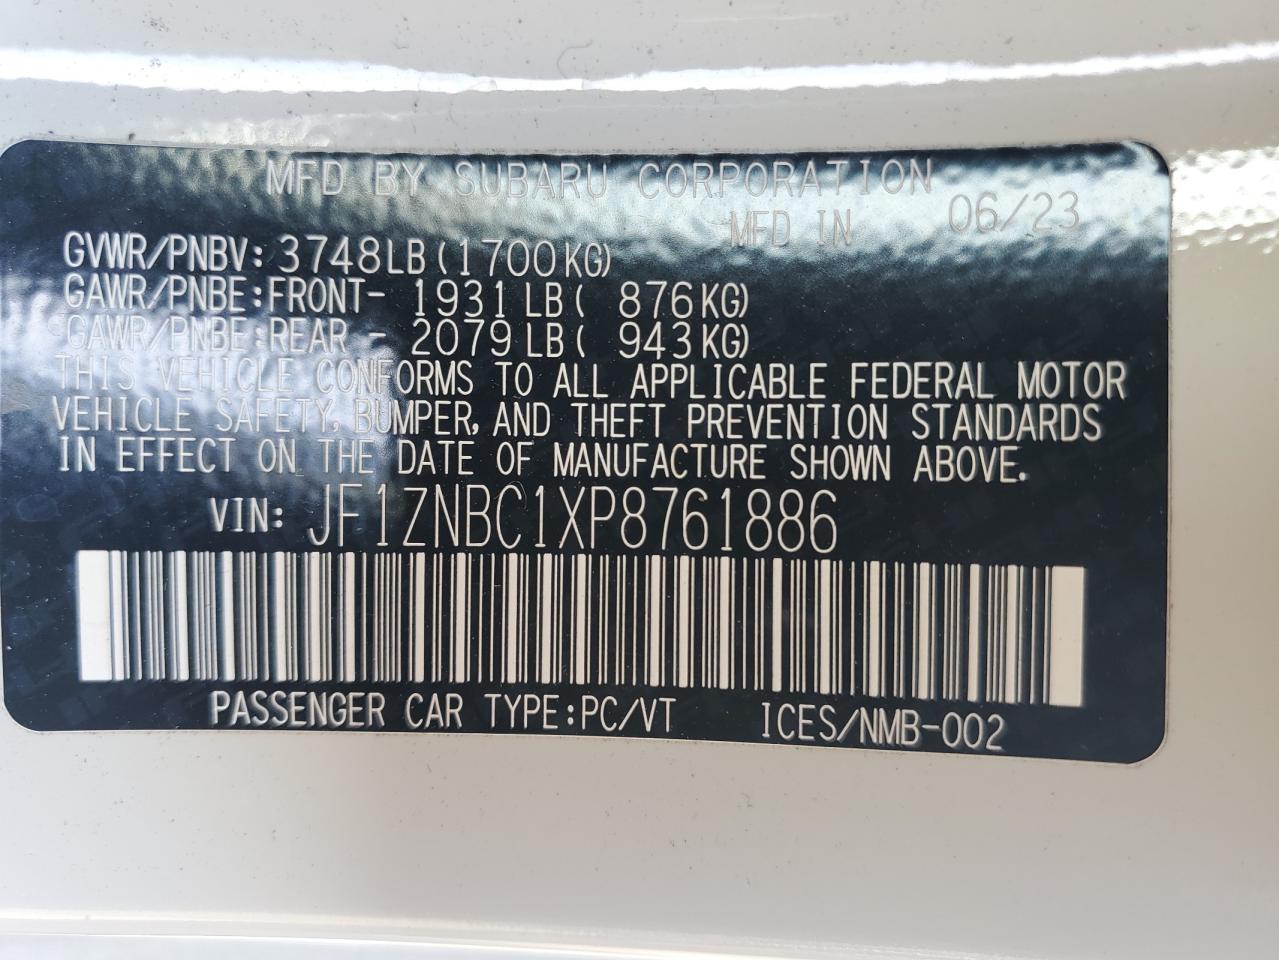 MFD BY SUBARU CORPORATION
MFD IN 06/23
GVWR/PNBV: 3748LB(1700KG)
GAWR/PNBE:FRONT- 1931LB( 876KG)
GAWR/PNBE:REAR - 2079LB( 943KG)
THIS VEHICLE CONFORMS TO ALL APPLICABLE FEDERAL MOTOR
VEHICLE SAFETY, BUMPER, AND THEFT PREVENTION STANDARDS
IN EFFECT ON THE DATE OF MANUFACTURE SHOWN ABOVE.
VIN: JF1ZNBC1XP8761886
PASSENGER CAR TYPE:PC/VT ICES/NMB-002